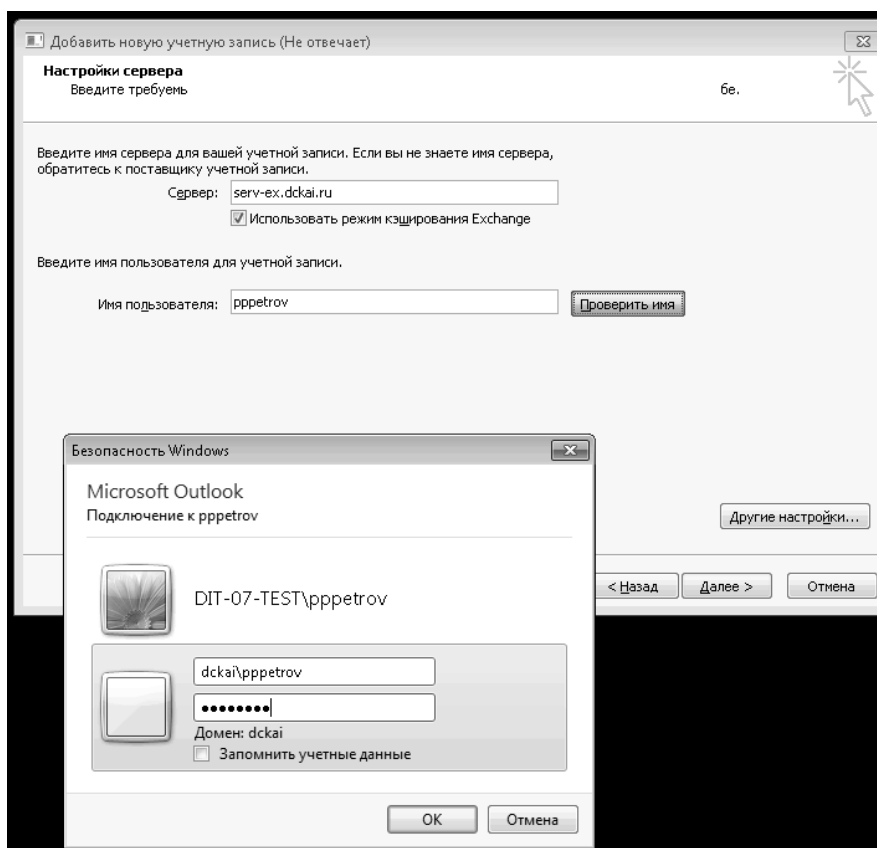 Добавить новую учетную запись (Не отвечает)
Настройки сервера
Введите требуемь
бе.
Введите имя сервера для вашей учетной записи. Если вы не знаете имя сервера,
обратитесь к поставщику учетной записи.
Сервер: serv-ex.dckai.ru
Использовать режим кэширования Exchange
Введите имя пользователя для учетной записи.
Имя пользователя: pppetrov Проверить имя
Другие настройки...
< Назад Далее > Отмена
Безопасность Windows
Microsoft Outlook
Подключение к pppetrov
DIT-07-TEST\pppetrov
dckai\pppetrov
●●●●●●●●
Домен: dckai
Запомнить учетные данные
OK Отмена